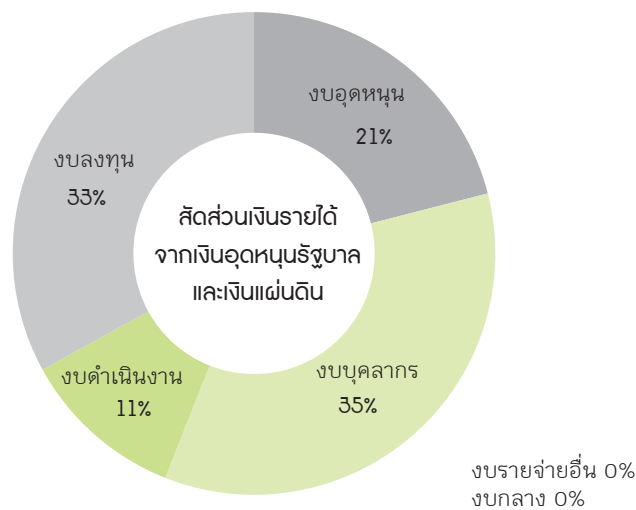 งบอุดหนุน
21%
งบลงทุน
33%
สัดส่วนเงินรายได้
จากเงินอุดหนุนรัฐบาล
และเงินแผ่นดิน
งบดำเนินงาน
11%
งบบุคลากร
35%
งบรายจ่ายอื่น 0%
งบกลาง 0%